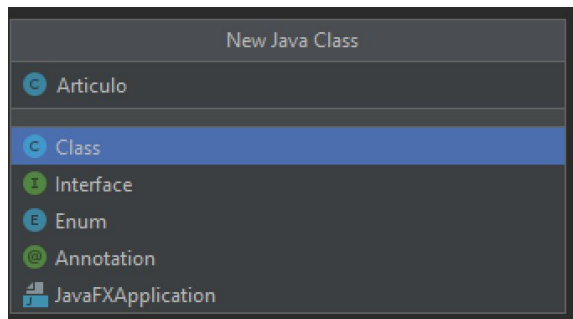 New Java Class
C Articulo
C Class
I Interface
E Enum
@ Annotation
J JavaFXApplication